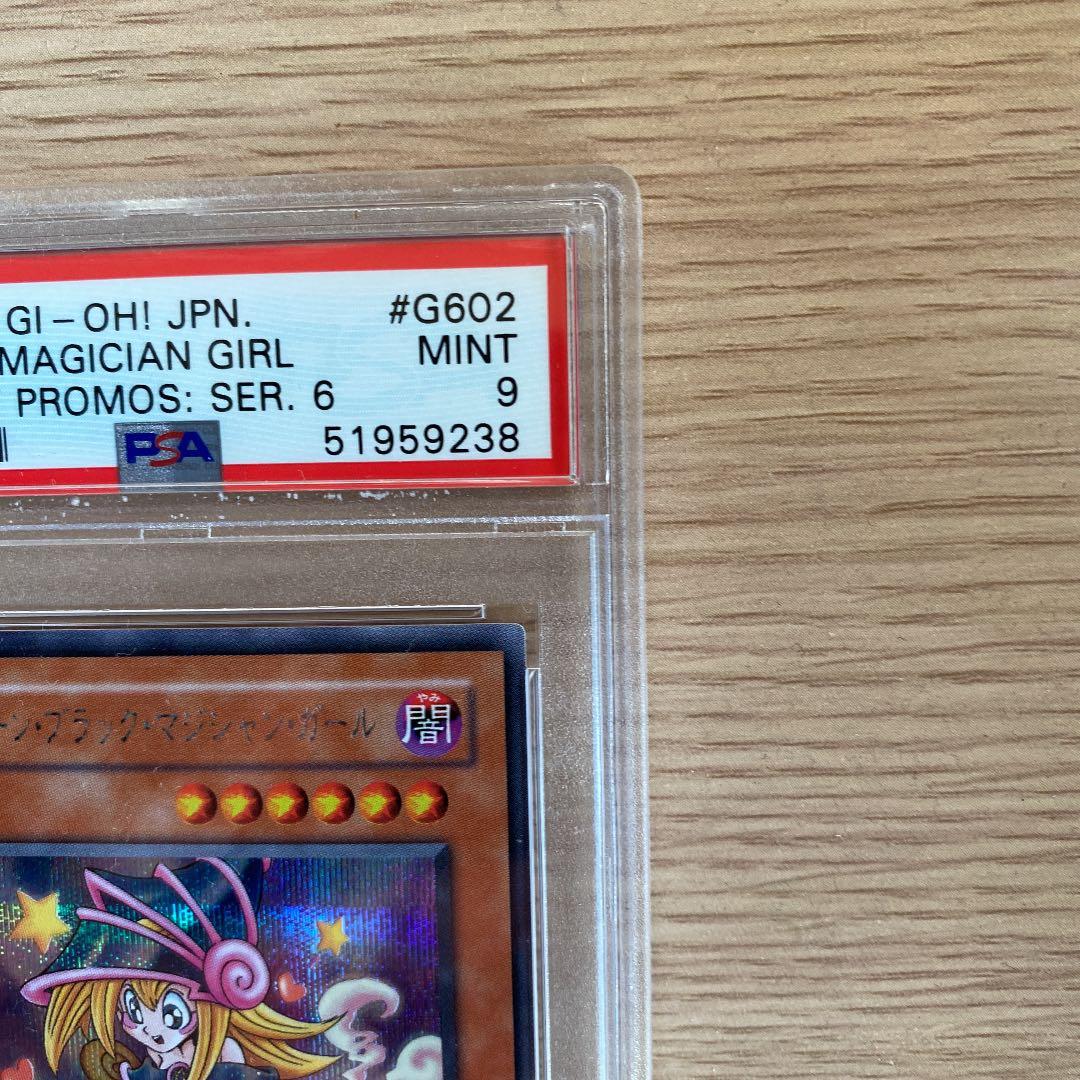 GI-OH! JPN. #G602
MAGICIAN GIRL MINT
PROMOS: SER. 6 9
PSA 51959238
ーン・ブラック・マジシャン・ガール
やみ
闇